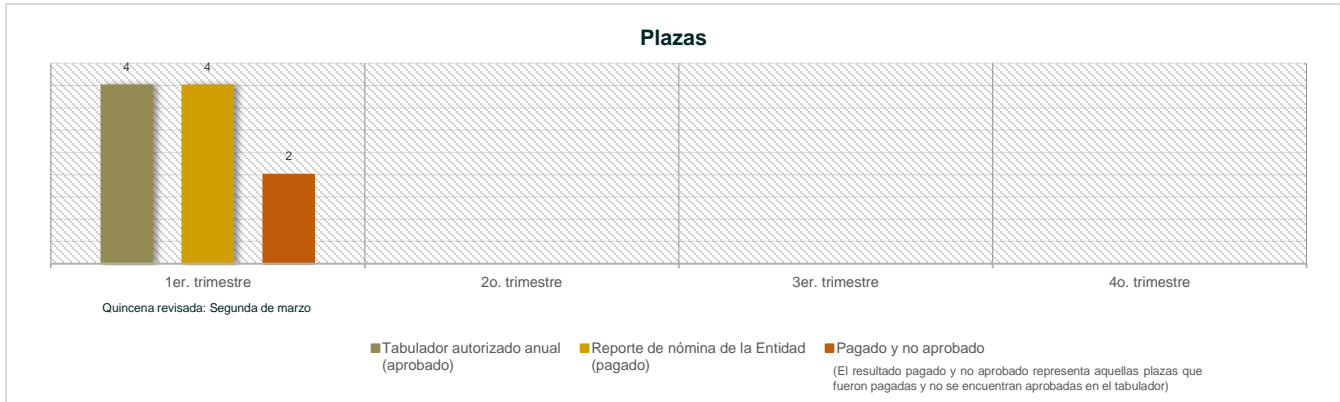 Plazas
4
4
2
1er. trimestre
2o. trimestre
3er. trimestre
4o. trimestre
Quincena revisada: Segunda de marzo
Tabulador autorizado anual
(aprobado)
Reporte de nómina de la Entidad
(pagado)
Pagado y no aprobado
(El resultado pagado y no aprobado representa aquellas plazas que
fueron pagadas y no se encuentran aprobadas en el tabulador)